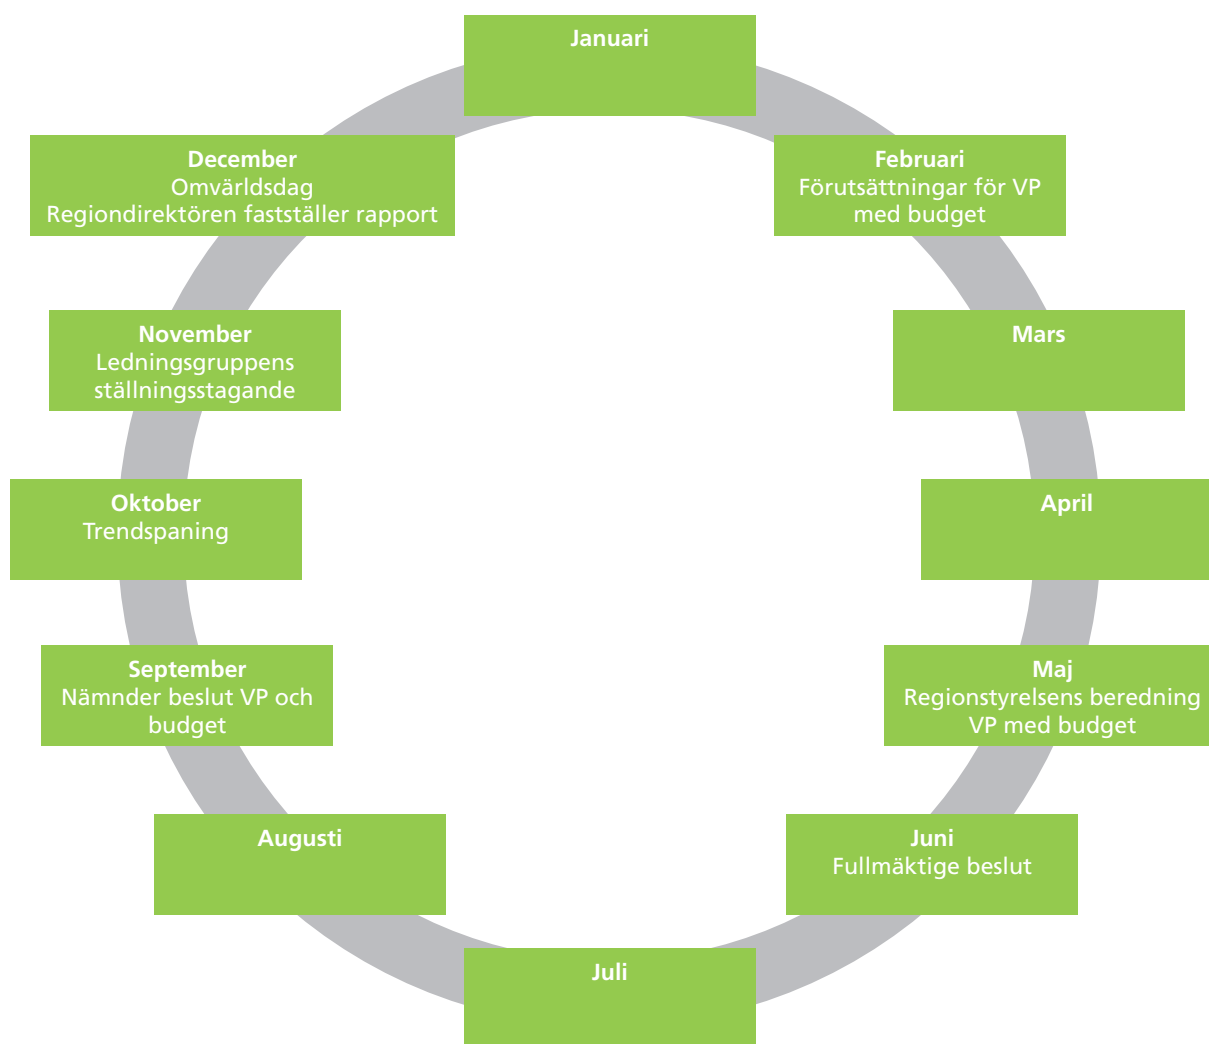 Januari
Februari
Förutsättningar för VP
med budget
Mars
April
Maj
Regionstyrelsens beredning
VP med budget
Juni
Fullmäktige beslut
Juli
Augusti
September
Nämnder beslut VP och
budget
Oktober
Trendspaning
November
Ledningsgruppens
ställningsstagande
December
Omvärldsdag
Regiondirektören fastställer rapport